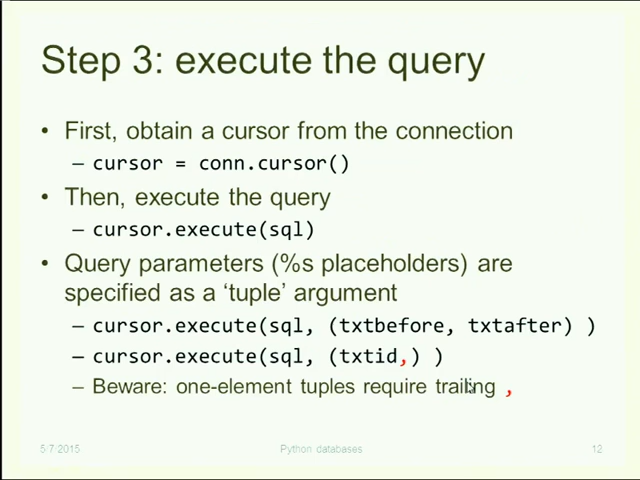 Step 3: execute the query
• First, obtain a cursor from the connection
– cursor = conn.cursor()
• Then, execute the query
– cursor.execute(sql)
• Query parameters (%s placeholders) are
specified as a ‘tuple’ argument
– cursor.execute(sql, (txtbefore, txtafter) )
– cursor.execute(sql, (txtid,) )
– Beware: one-element tuples require trailing ,
5/7/2015 Python databases 12